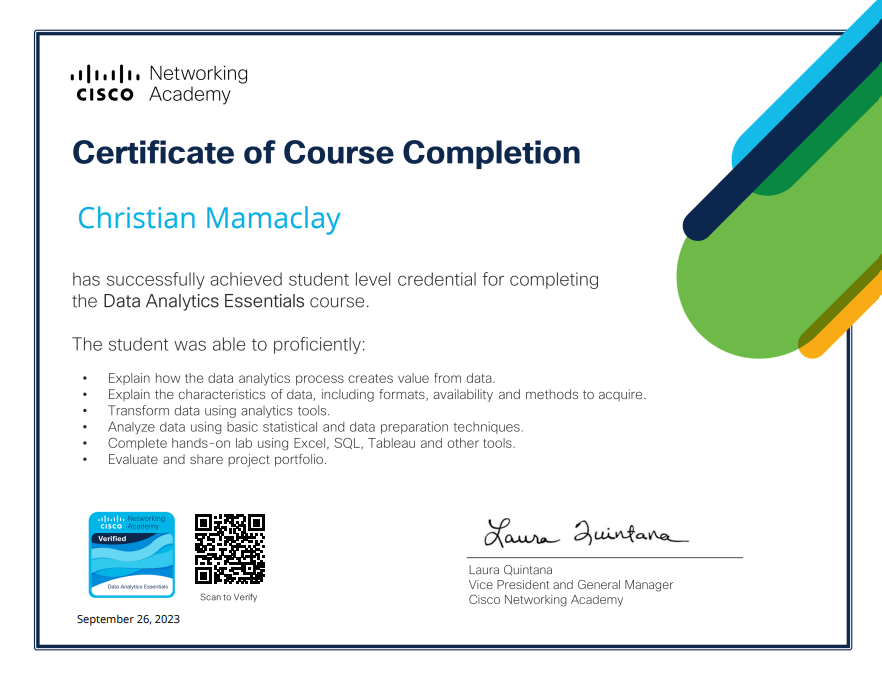 Networking
CISCO Academy
Certificate of Course Completion
Christian Mamaclay
has successfully achieved student level credential for completing
the Data Analytics Essentials course.
The student was able to proficiently:
• Explain how the data analytics process creates value from data.
• Explain the characteristics of data, including formats, availability and methods to acquire.
• Transform data using analytics tools.
• Analyze data using basic statistical and data preparation techniques.
• Complete hands-on lab using Excel, SQL, Tableau and other tools.
• Evaluate and share project portfolio.
Networking
CISCO Academy
Verified
Data Analytics Essentials
Scan to Verify
September 26, 2023
Laura Quintana
Laura Quintana
Vice President and General Manager
Cisco Networking Academy